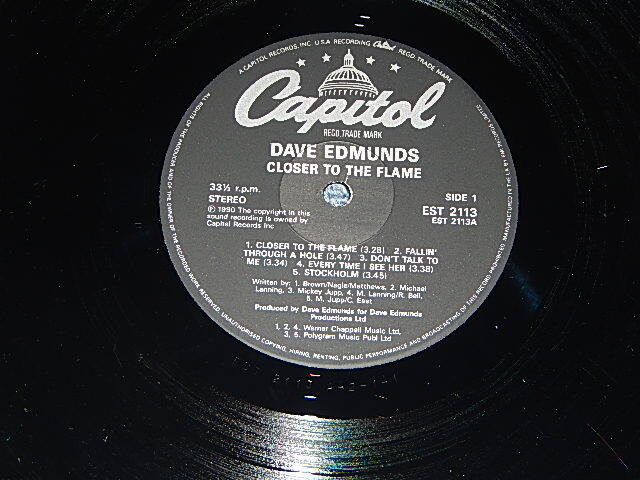 A CAPITOL RECORDS, INC. U.S.A RECORDING Capitol REGD. TRADE MARK
Capitol
REGD. TRADE MARK
DAVE EDMUNDS
CLOSER TO THE FLAME
33⅓ r.p.m.
STEREO
℗ 1990 The copyright in this
sound recording is owned by
Capitol Records Inc
SIDE 1
EST 2113
EST 2113A
1. CLOSER TO THE FLAME (3.28) 2. FALLIN'
THROUGH A HOLE (3.47) 3. DON'T TALK TO
ME (3.34) 4. EVERY TIME I SEE HER (3.38)
5. STOCKHOLM (3.45)
Written by: 1. Brown/Nagle/Matthews, 2. Michael
Lanning, 3. Mickey Jupp, 4. M. Lanning/R. Bell,
5. M. Jupp/C. East
Produced by Dave Edmunds for Dave Edmunds
Productions Ltd
1, 2, 4. Warner Chappell Music Ltd,
3, 5. Polygram Music Publ Ltd
ALL RIGHTS OF THE PRODUCER AND OF THE OWNER OF THE RECORDED WORK RESERVED. UNAUTHORISED COPYING, HIRING, RENTING, PUBLIC PERFORMANCE AND BROADCASTING OF THIS RECORD PROHIBITED
MANUFACTURED IN THE